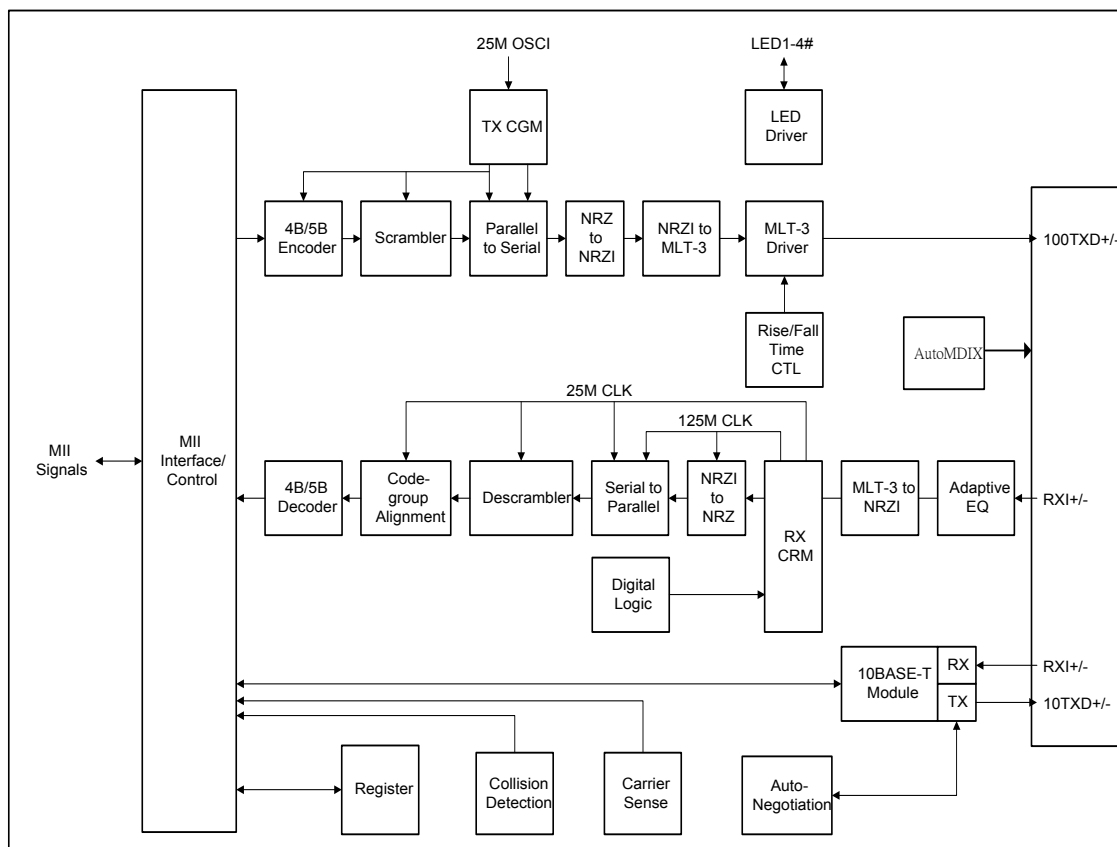 25M OSCI
LED1-4#
TX CGM
LED
Driver
4B/5B
Encoder
Scrambler
Parallel
to Serial
NRZ
to
NRZI
NRZI to
MLT-3
MLT-3
Driver
100TXD+/-
Rise/Fall
Time
CTL
AutoMDIX
25M CLK
125M CLK
MII
Signals
MII
Interface/
Control
4B/5B
Decoder
Code-
group
Alignment
Descrambler
Serial to
Parallel
NRZI
to
NRZ
RX
CRM
MLT-3 to
NRZI
Adaptive
EQ
RXI+/-
Digital
Logic
10BASE-T
Module
RX
TX
RXI+/-
10TXD+/-
Register
Collision
Detection
Carrier
Sense
Auto-
Negotiation